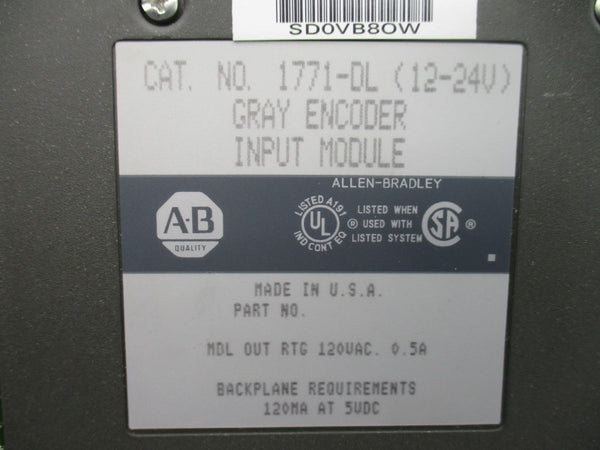 SD0VB8OW
CAT. NO. 1771-DL (12-24V)
GRAY ENCODER
INPUT MODULE
ALLEN-BRADLEY
A-B
QUALITY
LISTED A191
UL
IND CONT EQ
®
LISTED WHEN
USED WITH
LISTED SYSTEM
SA
®
MADE IN U.S.A.
PART NO.
MDL OUT RTG 120VAC. 0.5A
BACKPLANE REQUIREMENTS
120MA AT 5VDC